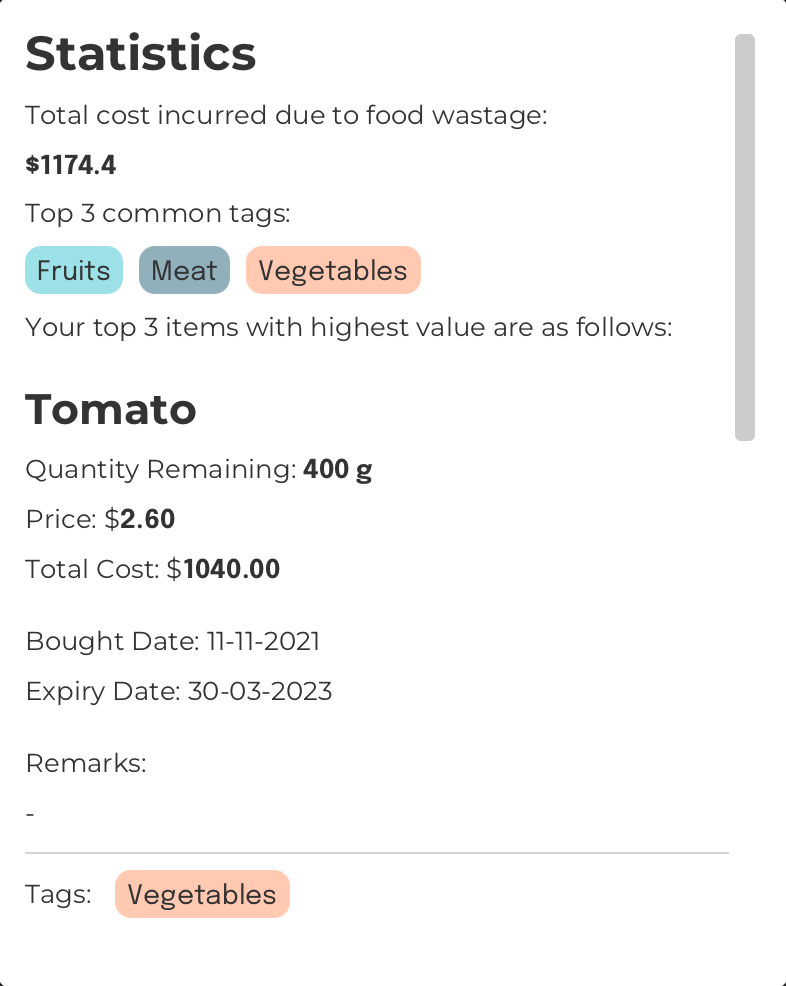 Statistics
Total cost incurred due to food wastage:
$1174.4
Top 3 common tags:
Fruits Meat Vegetables
Your top 3 items with highest value are as follows:
Tomato
Quantity Remaining: 400 g
Price: $2.60
Total Cost: $1040.00
Bought Date: 11-11-2021
Expiry Date: 30-03-2023
Remarks:
-
Tags: Vegetables